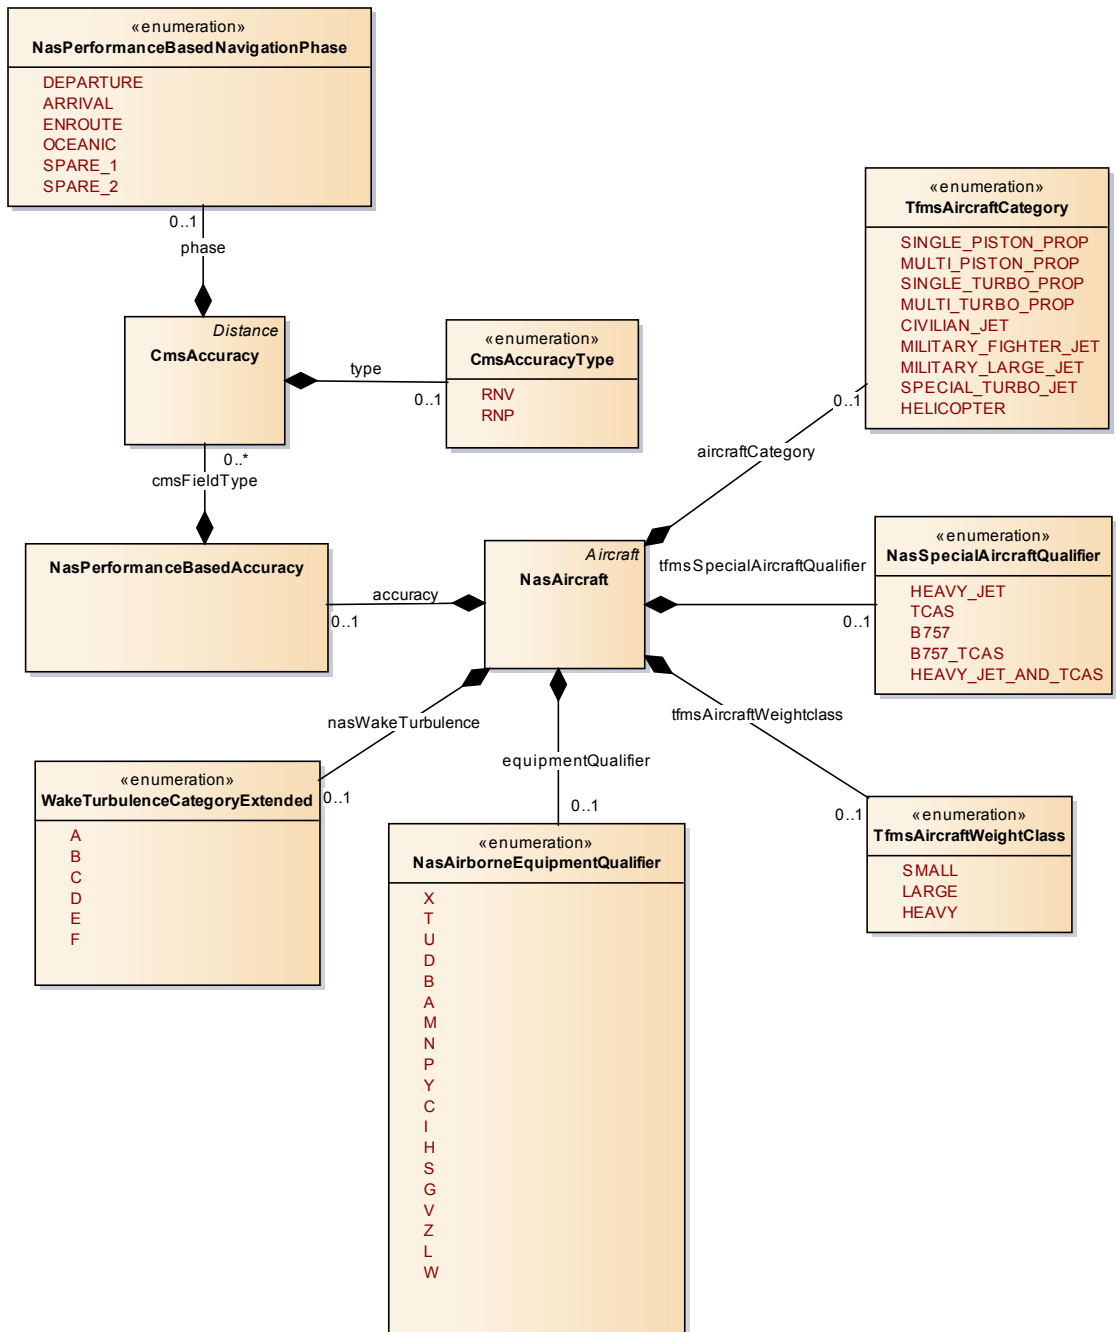 «enumeration»
NasPerformanceBasedNavigationPhase
DEPARTURE
ARRIVAL
ENROUTE
OCEANIC
SPARE_1
SPARE_2
0..1
phase
«enumeration»
TfmsAircraftCategory
SINGLE_PISTON_PROP
MULTI_PISTON_PROP
SINGLE_TURBO_PROP
MULTI_TURBO_PROP
CIVILIAN_JET
MILITARY_FIGHTER_JET
MILITARY_LARGE_JET
SPECIAL_TURBO_JET
HELICOPTER
0..1
aircraftCategory
Distance
CmsAccuracy
type
0..1
«enumeration»
CmsAccuracyType
RNV
RNP
0..*
cmsFieldType
NasPerformanceBasedAccuracy
accuracy
0..1
Aircraft
NasAircraft
tfmsSpecialAircraftQualifier
0..1
«enumeration»
NasSpecialAircraftQualifier
HEAVY_JET
TCAS
B757
B757_TCAS
HEAVY_JET_AND_TCAS
nasWakeTurbulence
0..1
«enumeration»
WakeTurbulenceCategoryExtended
A
B
C
D
E
F
equipmentQualifier
0..1
«enumeration»
NasAirborneEquipmentQualifier
X
T
U
D
B
A
M
N
P
Y
C
I
H
S
G
V
Z
L
W
tfmsAircraftWeightclass
0..1
«enumeration»
TfmsAircraftWeightClass
SMALL
LARGE
HEAVY